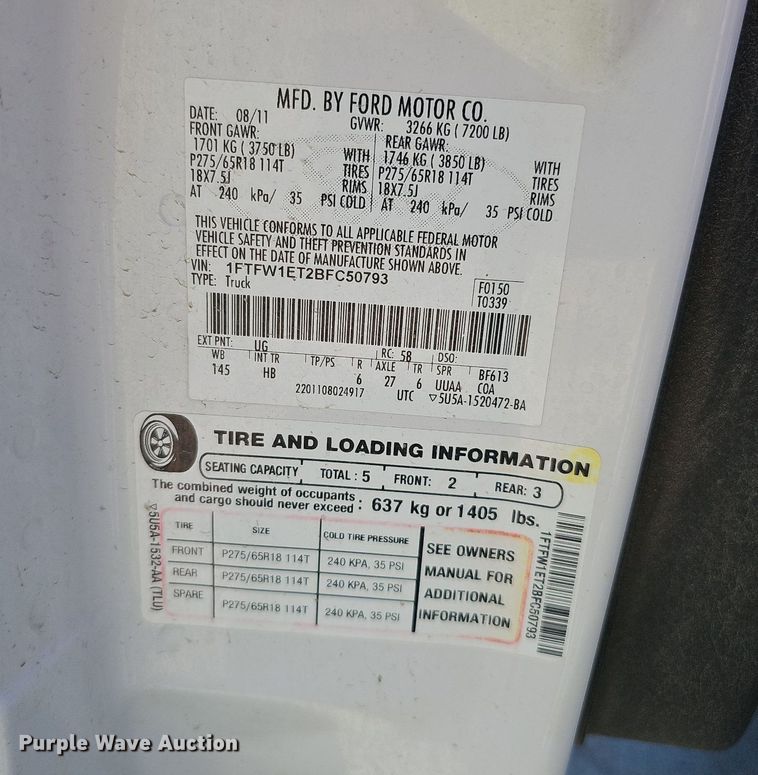 MFD. BY FORD MOTOR CO.
DATE: 08/11 GVWR: 3266 KG ( 7200 LB)
FRONT GAWR: REAR GAWR:
1701 KG ( 3750 LB) WITH 1746 KG ( 3850 LB) WITH
P275/65R18 114T TIRES P275/65R18 114T TIRES
18X7.5J RIMS 18X7.5J RIMS
AT 240 kPa/ 35 PSI COLD AT 240 kPa/ 35 PSI COLD
THIS VEHICLE CONFORMS TO ALL APPLICABLE FEDERAL MOTOR
VEHICLE SAFETY AND THEFT PREVENTION STANDARDS IN
EFFECT ON THE DATE OF MANUFACTURE SHOWN ABOVE.
VIN: 1FTFW1ET2BFC50793
TYPE: Truck
F0150
T0339
EXT PNT: UG RC: 58 DSO:
WB INT TR TP/PS R AXLE TR SPR BF613
145 HB 6 27 6 UUAA COA
2201108024917 UTC ▽5U5A-1520472-BA
TIRE AND LOADING INFORMATION
SEATING CAPACITY TOTAL : 5 FRONT: 2 REAR: 3
The combined weight of occupants
and cargo should never exceed : 637 kg or 1405 lbs.
TIRE SIZE COLD TIRE PRESSURE
FRONT P275/65R18 114T 240 KPA, 35 PSI
REAR P275/65R18 114T 240 KPA, 35 PSI
SPARE P275/65R18 114T 240 KPA, 35 PSI
SEE OWNERS
MANUAL FOR
ADDITIONAL
INFORMATION
▽5U5A-1532-AA (TLU)
1FTFW1ET2BFC50793
Purple Wave Auction